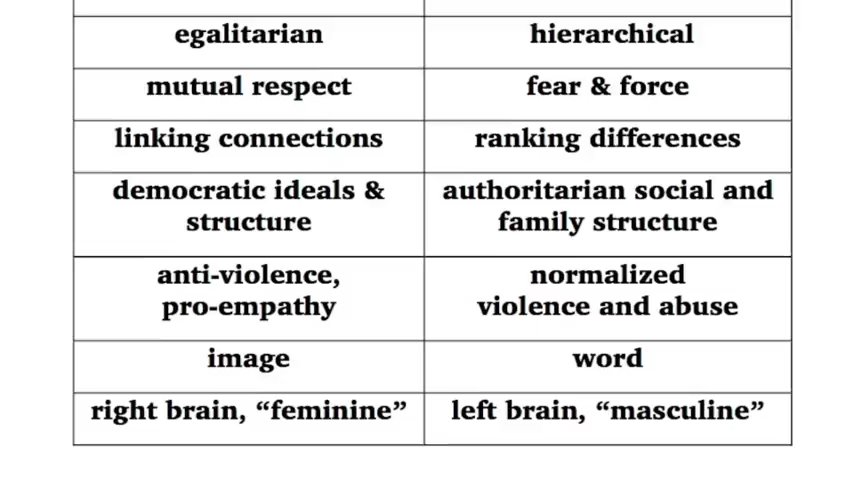 egalitarian hierarchical
mutual respect fear & force
linking connections ranking differences
democratic ideals &
structure
authoritarian social and
family structure
anti-violence,
pro-empathy
normalized
violence and abuse
image word
right brain, “feminine” left brain, “masculine”